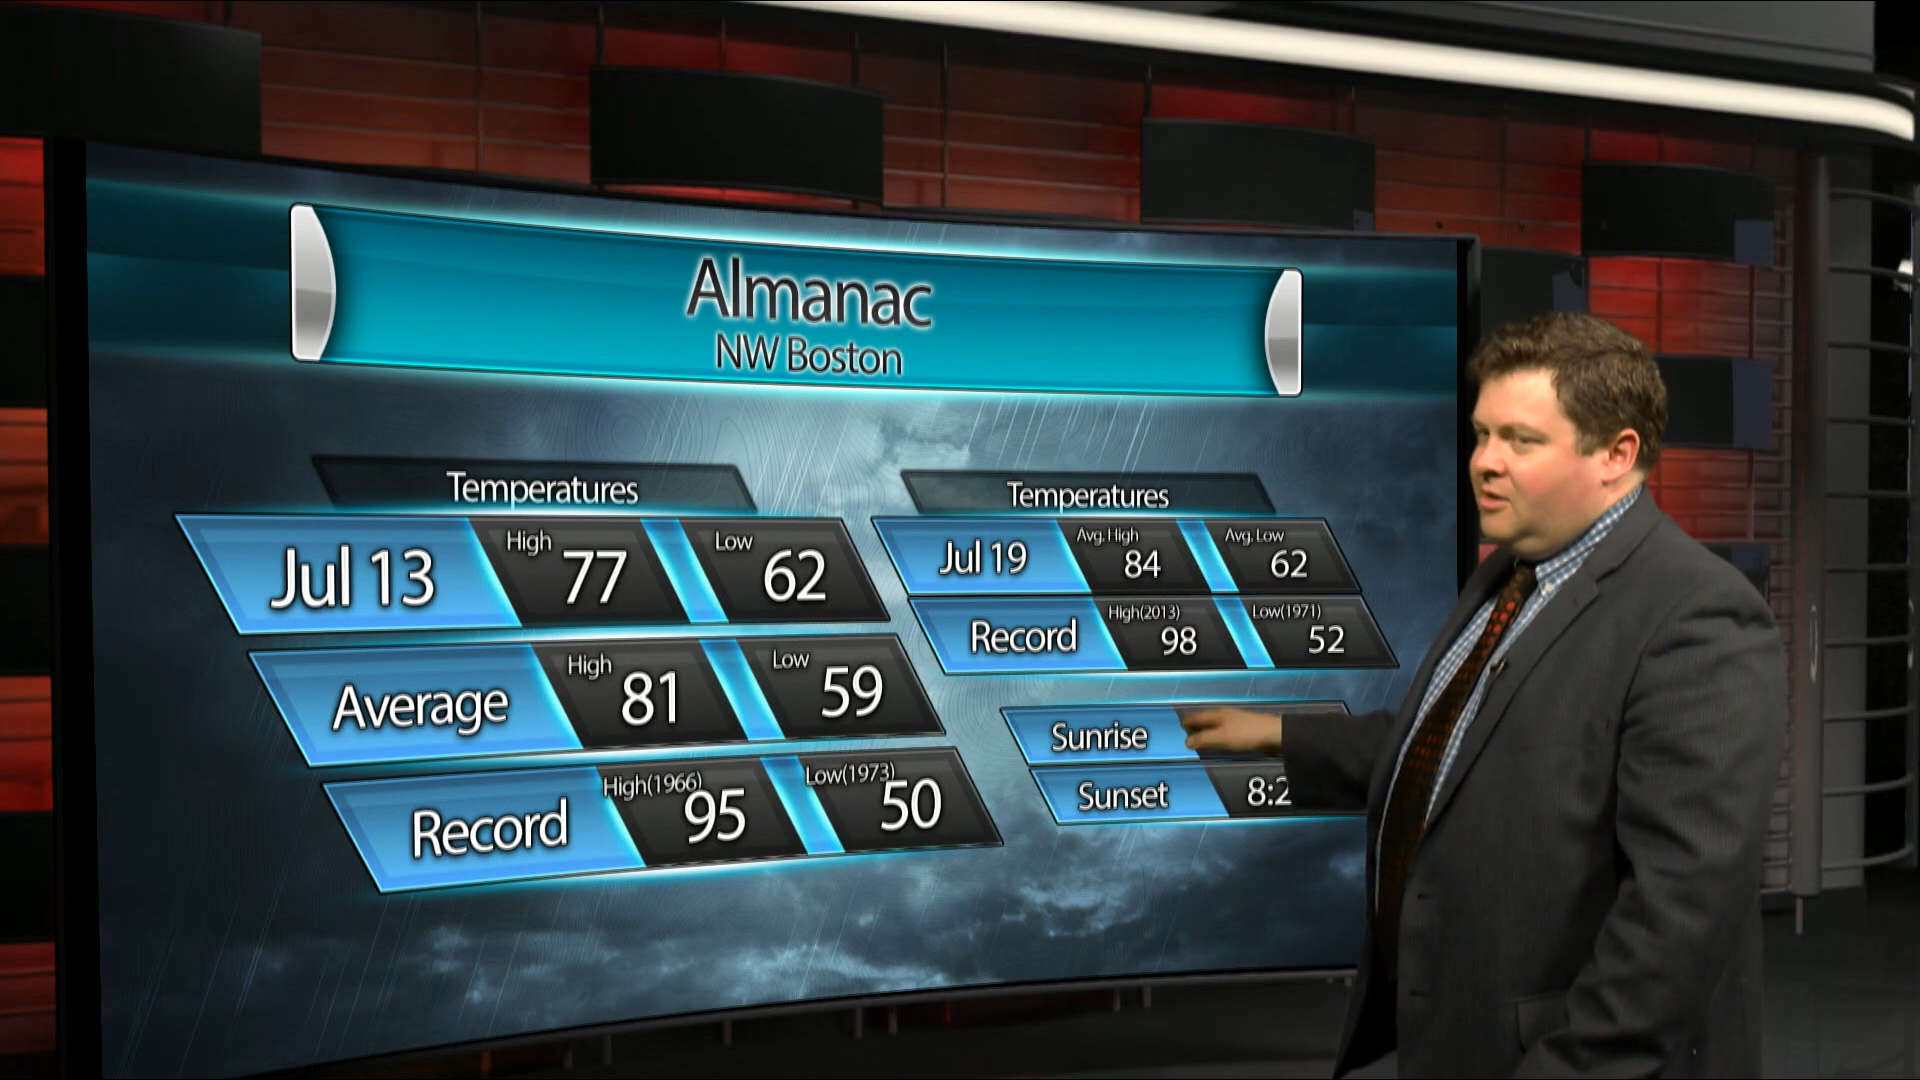 Almanac
NW Boston
Temperatures
Jul 13 High 77 Low 62
Average High 81 Low 59
Record High(1966) 95 Low(1973) 50
Temperatures
Jul 19 Avg. High 84 Avg. Low 62
Record High(2013) 98 Low(1971) 52
Sunrise
Sunset 8:2